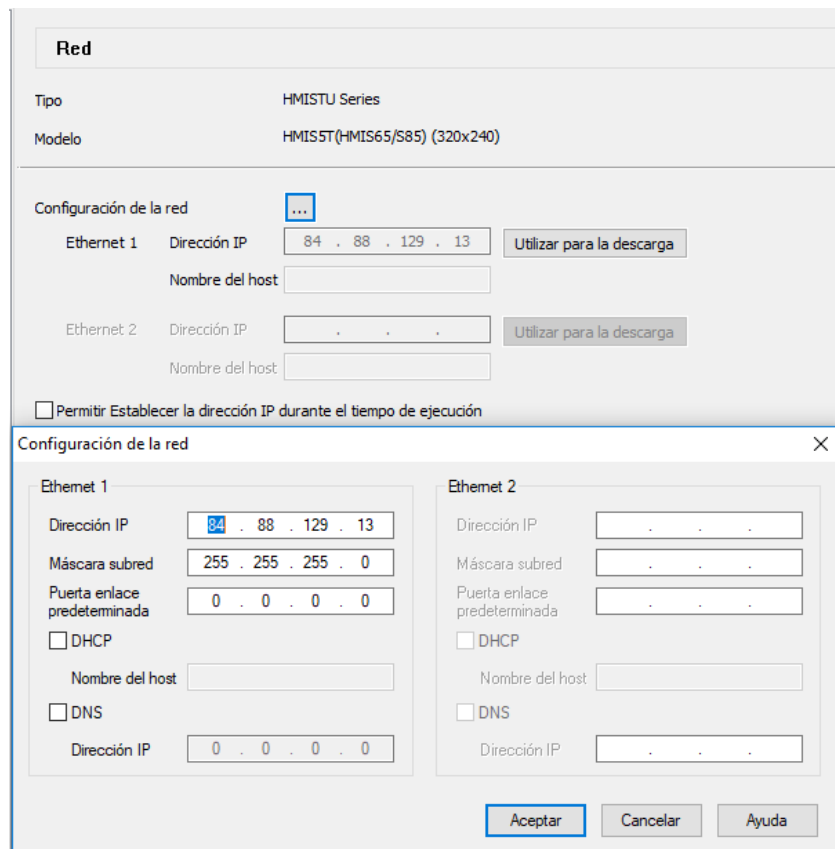 Red
Tipo HMISTU Series
Modelo HMIS5T(HMIS65/S85) (320x240)
Configuración de la red ...
Ethernet 1 Dirección IP 84 . 88 . 129 . 13 Utilizar para la descarga
Nombre del host
Ethernet 2 Dirección IP . . . Utilizar para la descarga
Nombre del host
Permitir Establecer la dirección IP durante el tiempo de ejecución
Configuración de la red
Ethernet 1
Dirección IP 84 . 88 . 129 . 13
Máscara subred 255 . 255 . 255 . 0
Puerta enlace
predeterminada 0 . 0 . 0 . 0
DHCP
Nombre del host
DNS
Dirección IP 0 . 0 . 0 . 0
Ethernet 2
Dirección IP . . .
Máscara subred . . .
Puerta enlace
predeterminada . . .
DHCP
Nombre del host
DNS
Dirección IP . . .
Aceptar Cancelar Ayuda